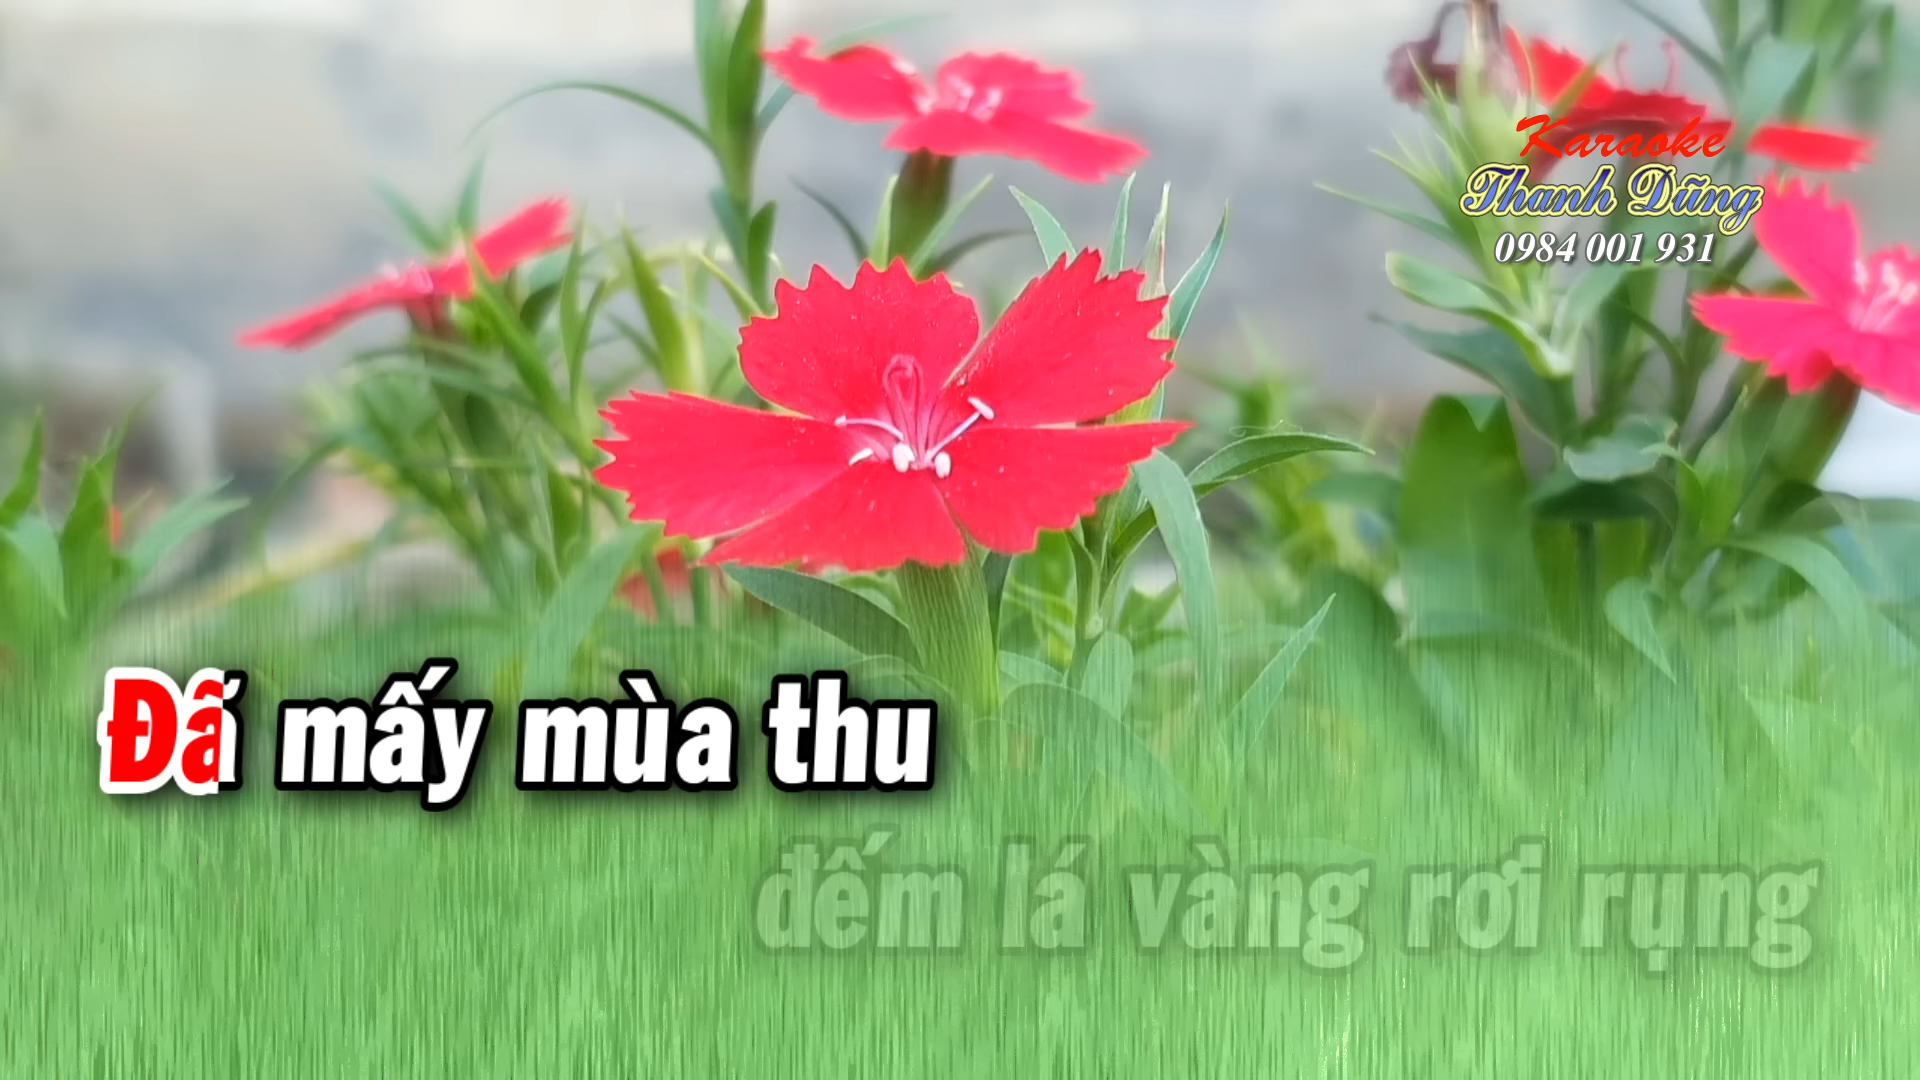 Karaoke
Thanh Dũng
0984 001 931
Đã mấy mùa thu
đếm lá vàng rơi rụng